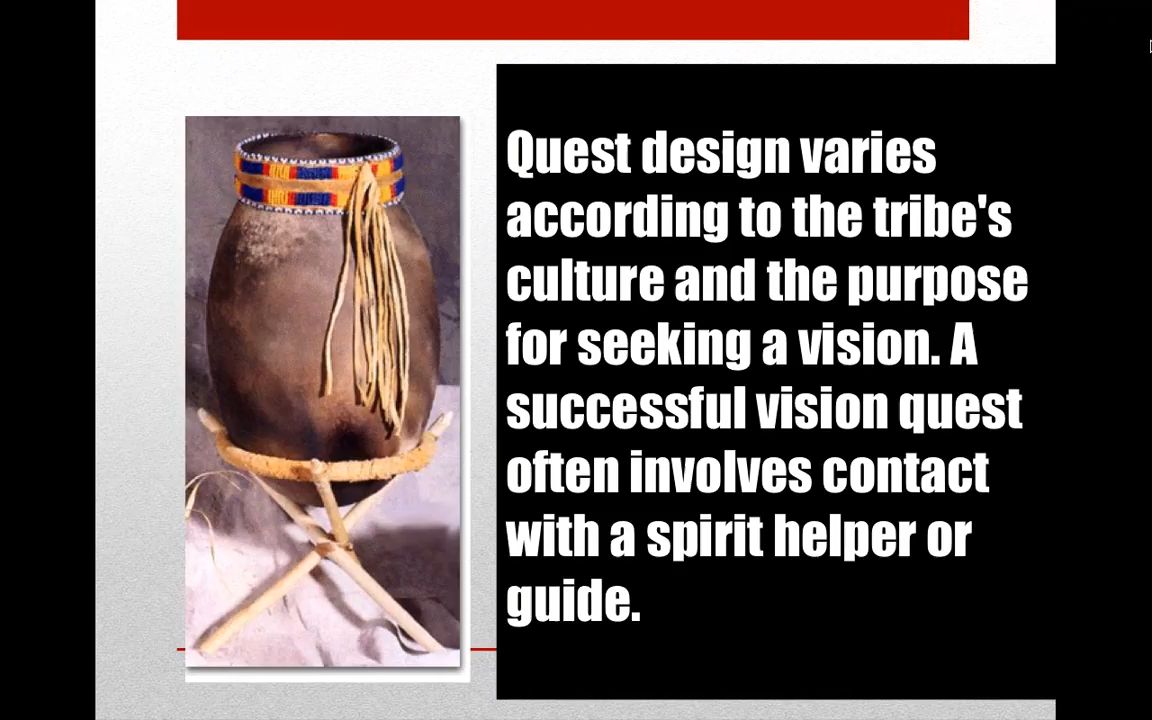 Quest design varies
according to the tribe's
culture and the purpose
for seeking a vision. A
successful vision quest
often involves contact
with a spirit helper or
guide.